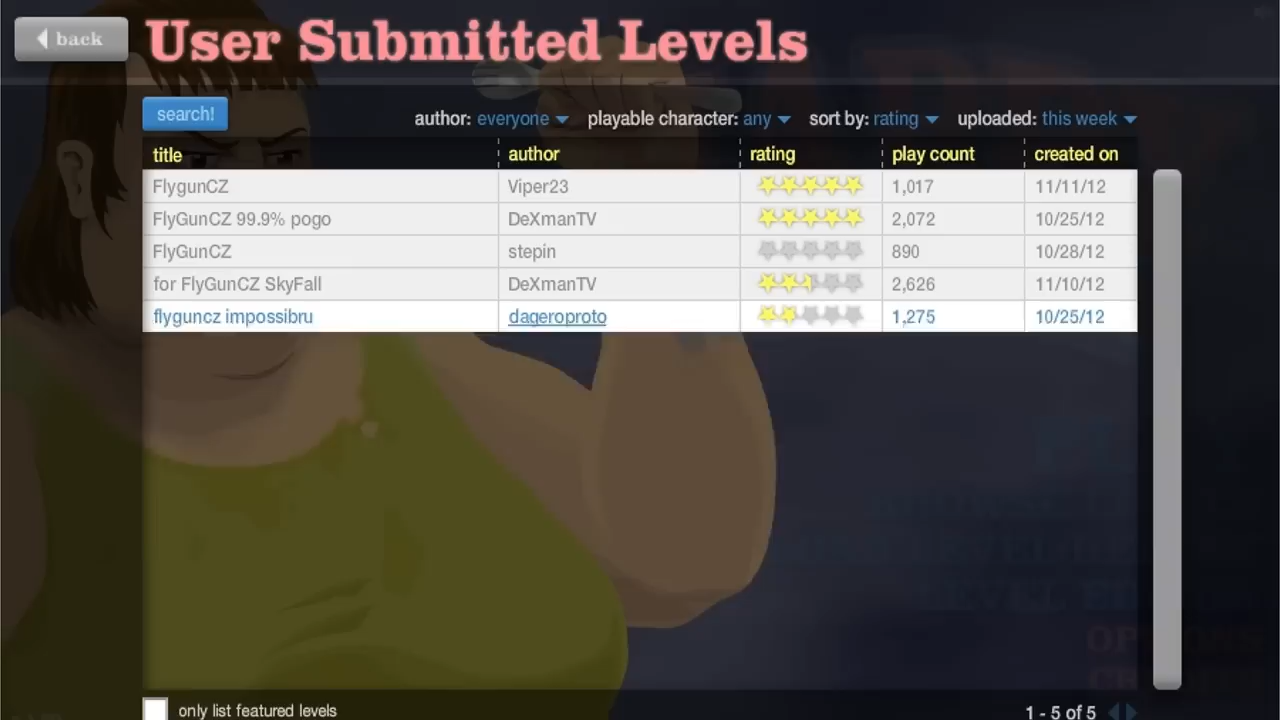 back
User Submitted Levels
search!
author: everyone playable character: any sort by: rating uploaded: this week
title author rating play count created on
FlygunCZ Viper23 1,017 11/11/12
FlyGunCZ 99.9% pogo DeXmanTV 2,072 10/25/12
FlyGunCZ stepin 890 10/28/12
for FlyGunCZ SkyFall DeXmanTV 2,626 11/10/12
flyguncz impossibru dageroproto 1,275 10/25/12
only list featured levels
1 - 5 of 5